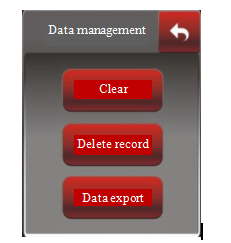 Data management
Clear
Delete record
Data export